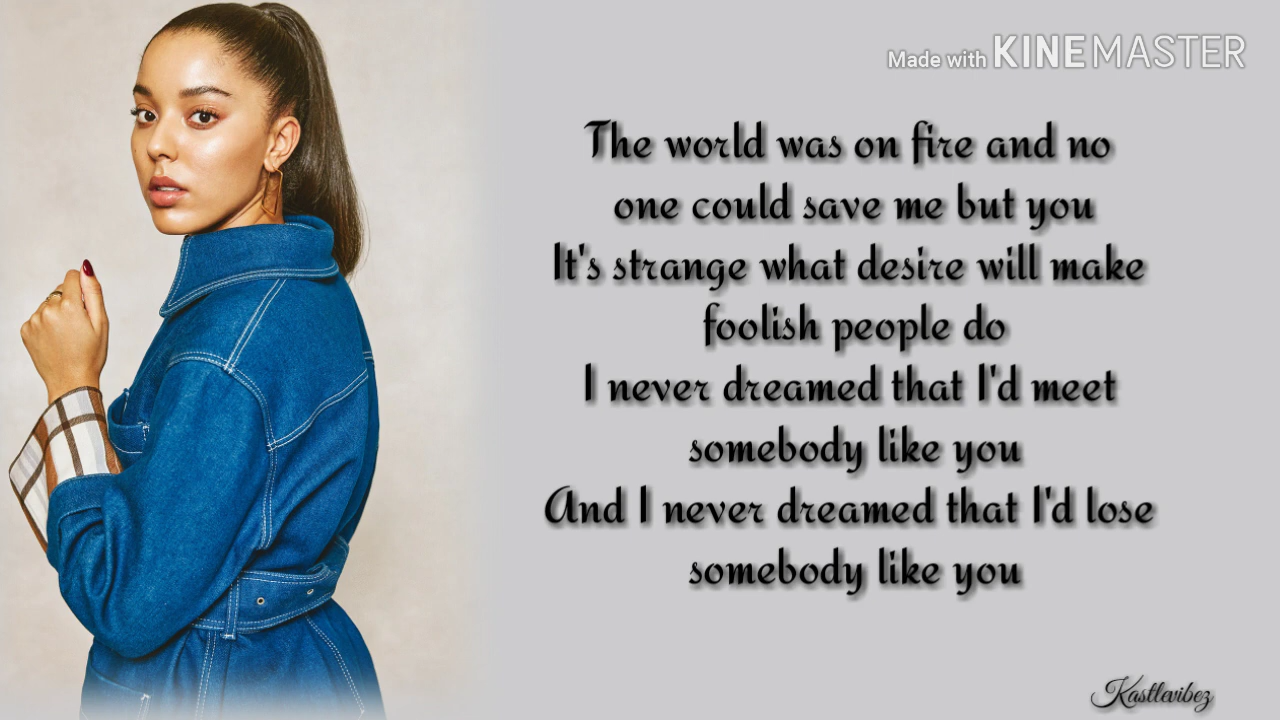 Made with KINEMASTER
The world was on fire and no
one could save me but you
It's strange what desire will make
foolish people do
I never dreamed that I'd meet
somebody like you
And I never dreamed that I'd lose
somebody like you
Kastlevibez